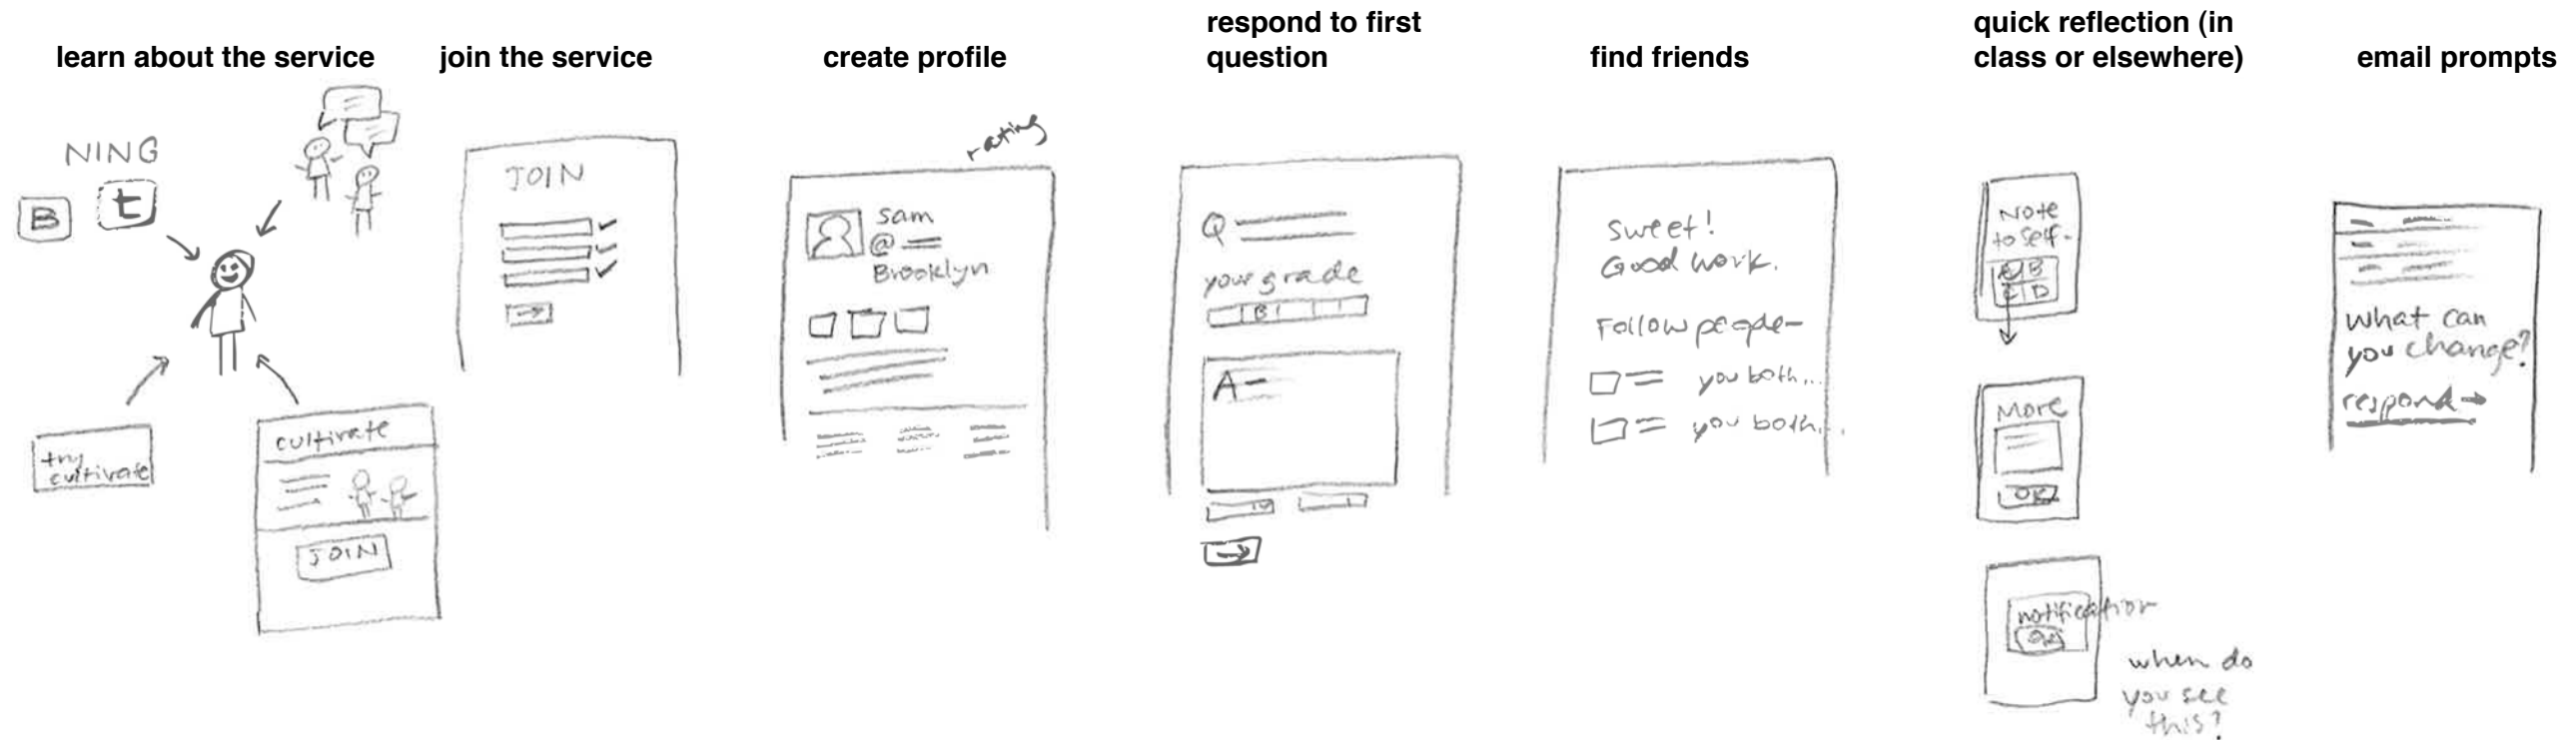 learn about the service
NING
B
t
try
cultivate
cultivate
JOIN
join the service
JOIN
create profile
rating
Sam
@
Brooklyn
respond to first
question
Q
your grade
B
A-
find friends
Sweet!
Good work.
Follow people-
you both...
you both...
quick reflection (in
class or elsewhere)
Note
to self-
B
C D
More
OK
notification
OK
when do
you see
this?
email prompts
what can
you change?
respond